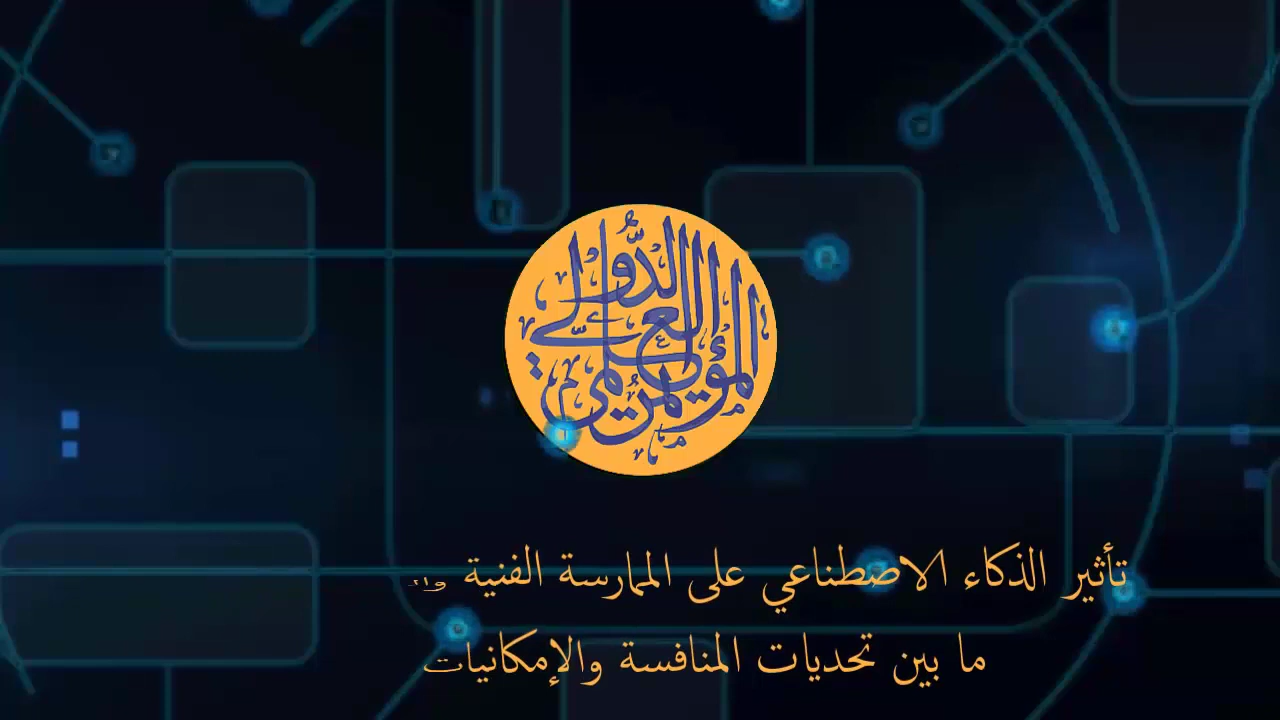 المؤتمر العلمي الدولي
تأثير الذكاء الاصطناعي على الممارسة الفنية
ما بين تحديات المنافسة والإمكانيات